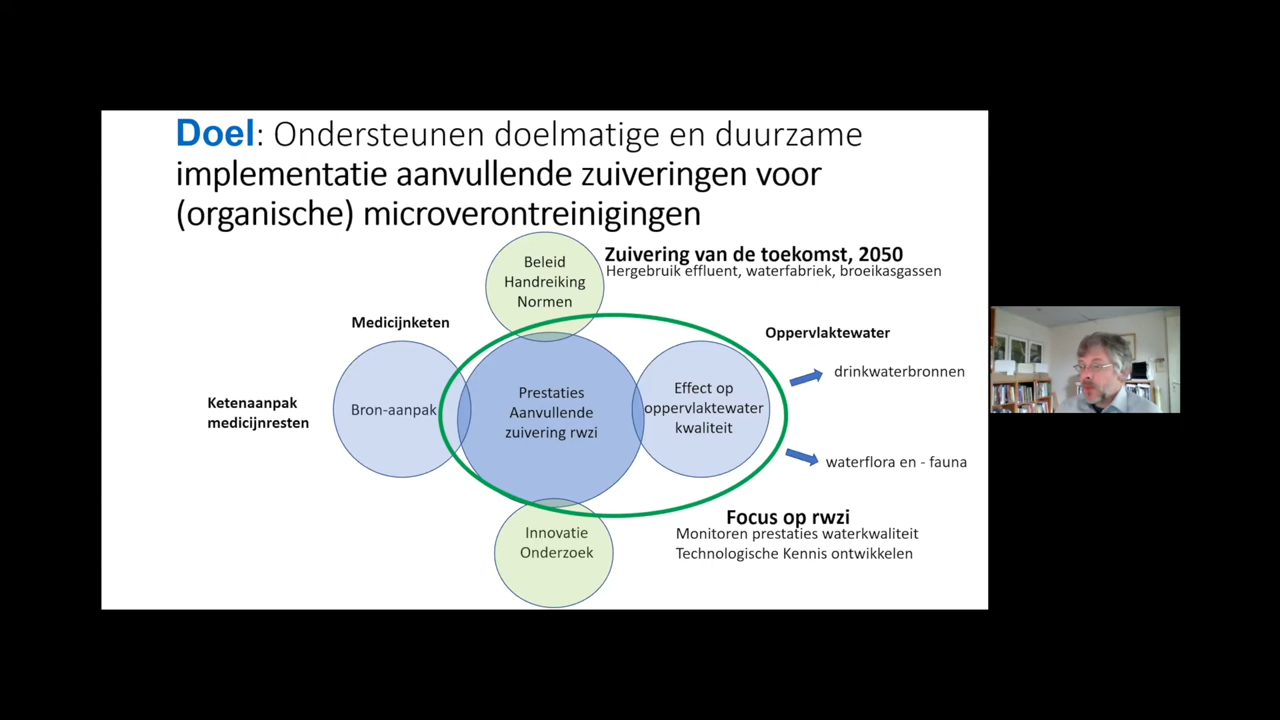 Doel: Ondersteunen doelmatige en duurzame
implementatie aanvullende zuiveringen voor
(organische) microverontreinigingen
Beleid
Handreiking
Normen
Zuivering van de toekomst, 2050
Hergebruik effluent, waterfabriek, broeikasgassen
Medicijnketen
Oppervlaktewater
Ketenaanpak
medicijnresten
Bron-aanpak
Prestaties
Aanvullende
zuivering rwzi
Effect op
oppervlaktewater
kwaliteit
drinkwaterbronnen
waterflora en - fauna
Innovatie
Onderzoek
Focus op rwzi
Monitoren prestaties waterkwaliteit
Technologische Kennis ontwikkelen